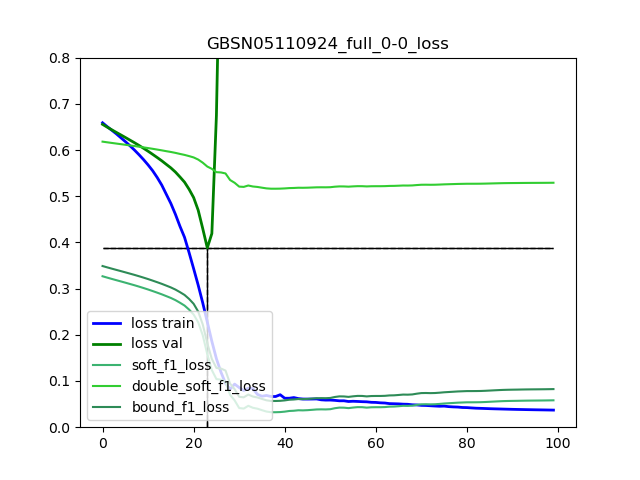 GBSN05110924_full_0-0_loss
0.8
0.7
0.6
0.5
0.4
0.3
0.2
0.1
0.0
loss train
loss val
soft_f1_loss
double_soft_f1_loss
bound_f1_loss
0 20 40 60 80 100